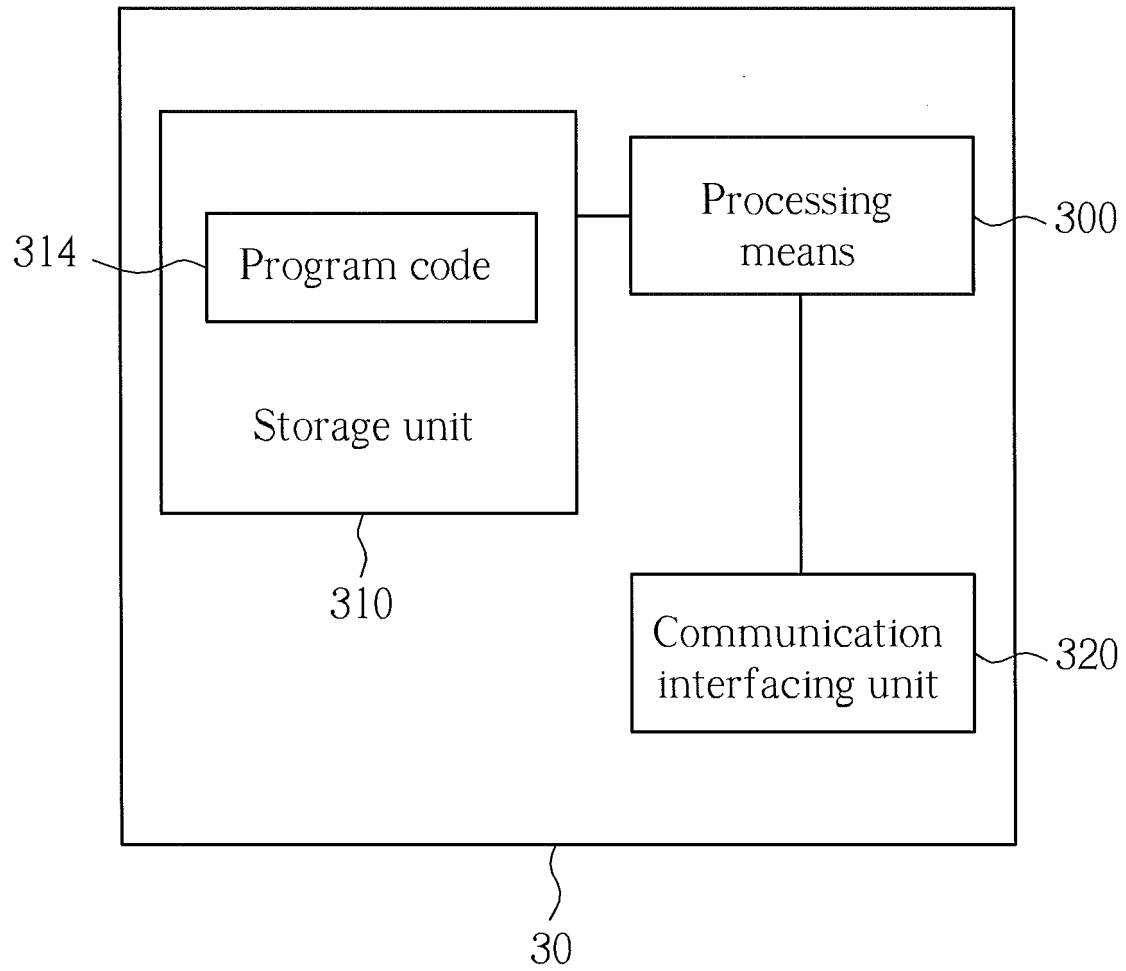 Processing
means
300
314
Program code
Storage unit
310
Communication
interfacing unit
320
30